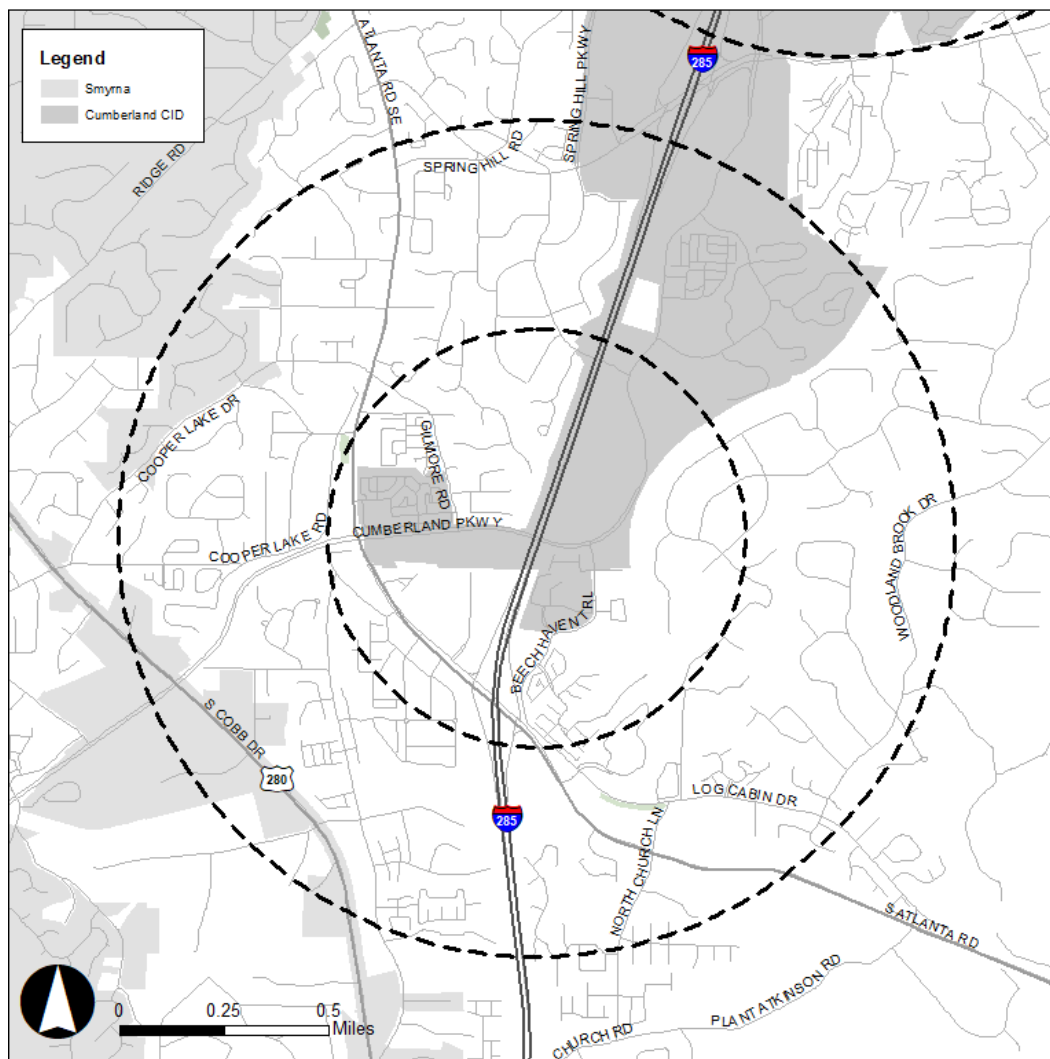 Legend
Smyrna
Cumberland CID
ATLANTA RD SE
SPRING HILL PKWY
285
RIDGE RD
SPRING HILL RD
COOPER LAKE DR
GILMORE RD
COOPER LAKE RD
CUMBERLAND PKWY
WOODLAND BROOK DR
BEECHHAVEN TRL
S COBB DR
280
285
LOG CABIN DR
NORTH CHURCH LN
S ATLANTA RD
PLANT ATKINSON RD
CHURCH RD
0 0.25 0.5
Miles